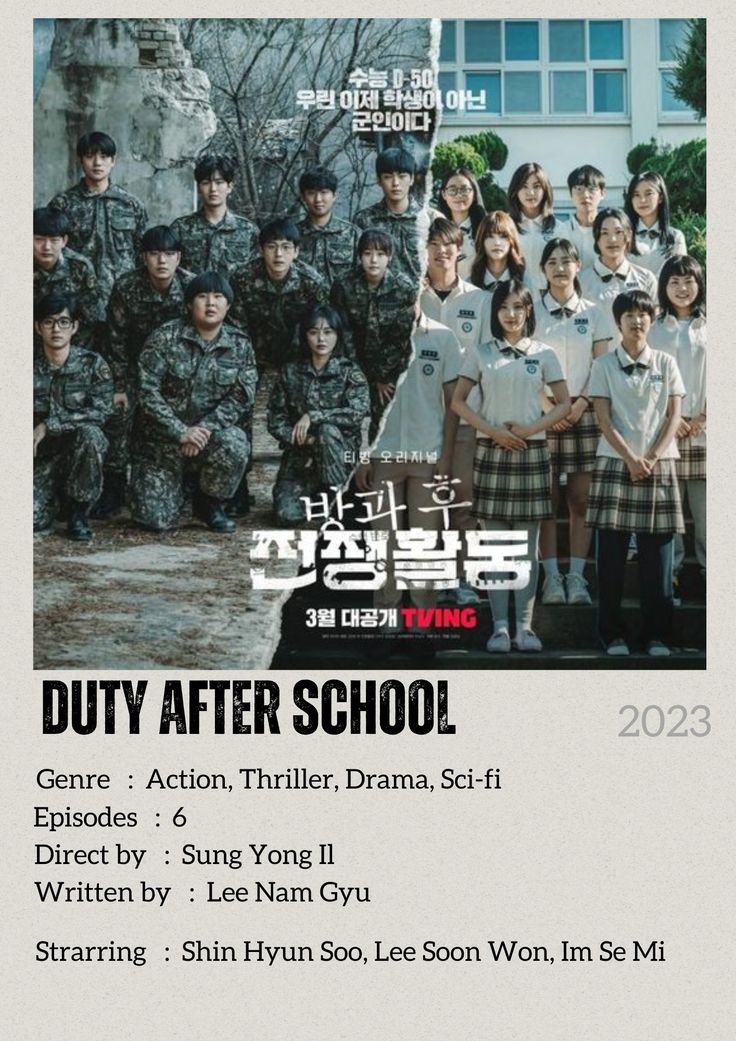 수능 D-50
우린 이제 학생이 아닌
군인이다
티빙 오리지널
방과 후
전쟁활동
3월 대공개 TVING
DUTY AFTER SCHOOL
2023
Genre : Action, Thriller, Drama, Sci-fi
Episodes : 6
Direct by : Sung Yong Il
Written by : Lee Nam Gyu
Strarring : Shin Hyun Soo, Lee Soon Won, Im Se Mi